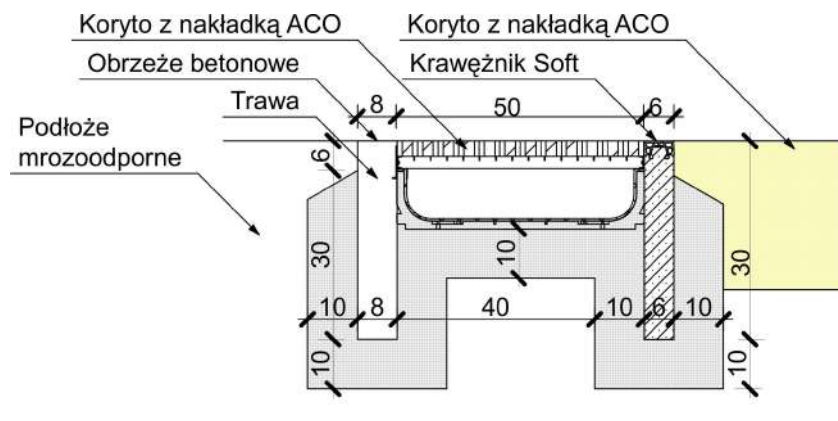 Koryto z nakładką ACO
Koryto z nakładką ACO
Obrzeże betonowe
Krawężnik Soft
Trawa
8
50
6
Podłoże
mrozoodporne
6
30
10
30
10
8
40
10
6
10
10
10